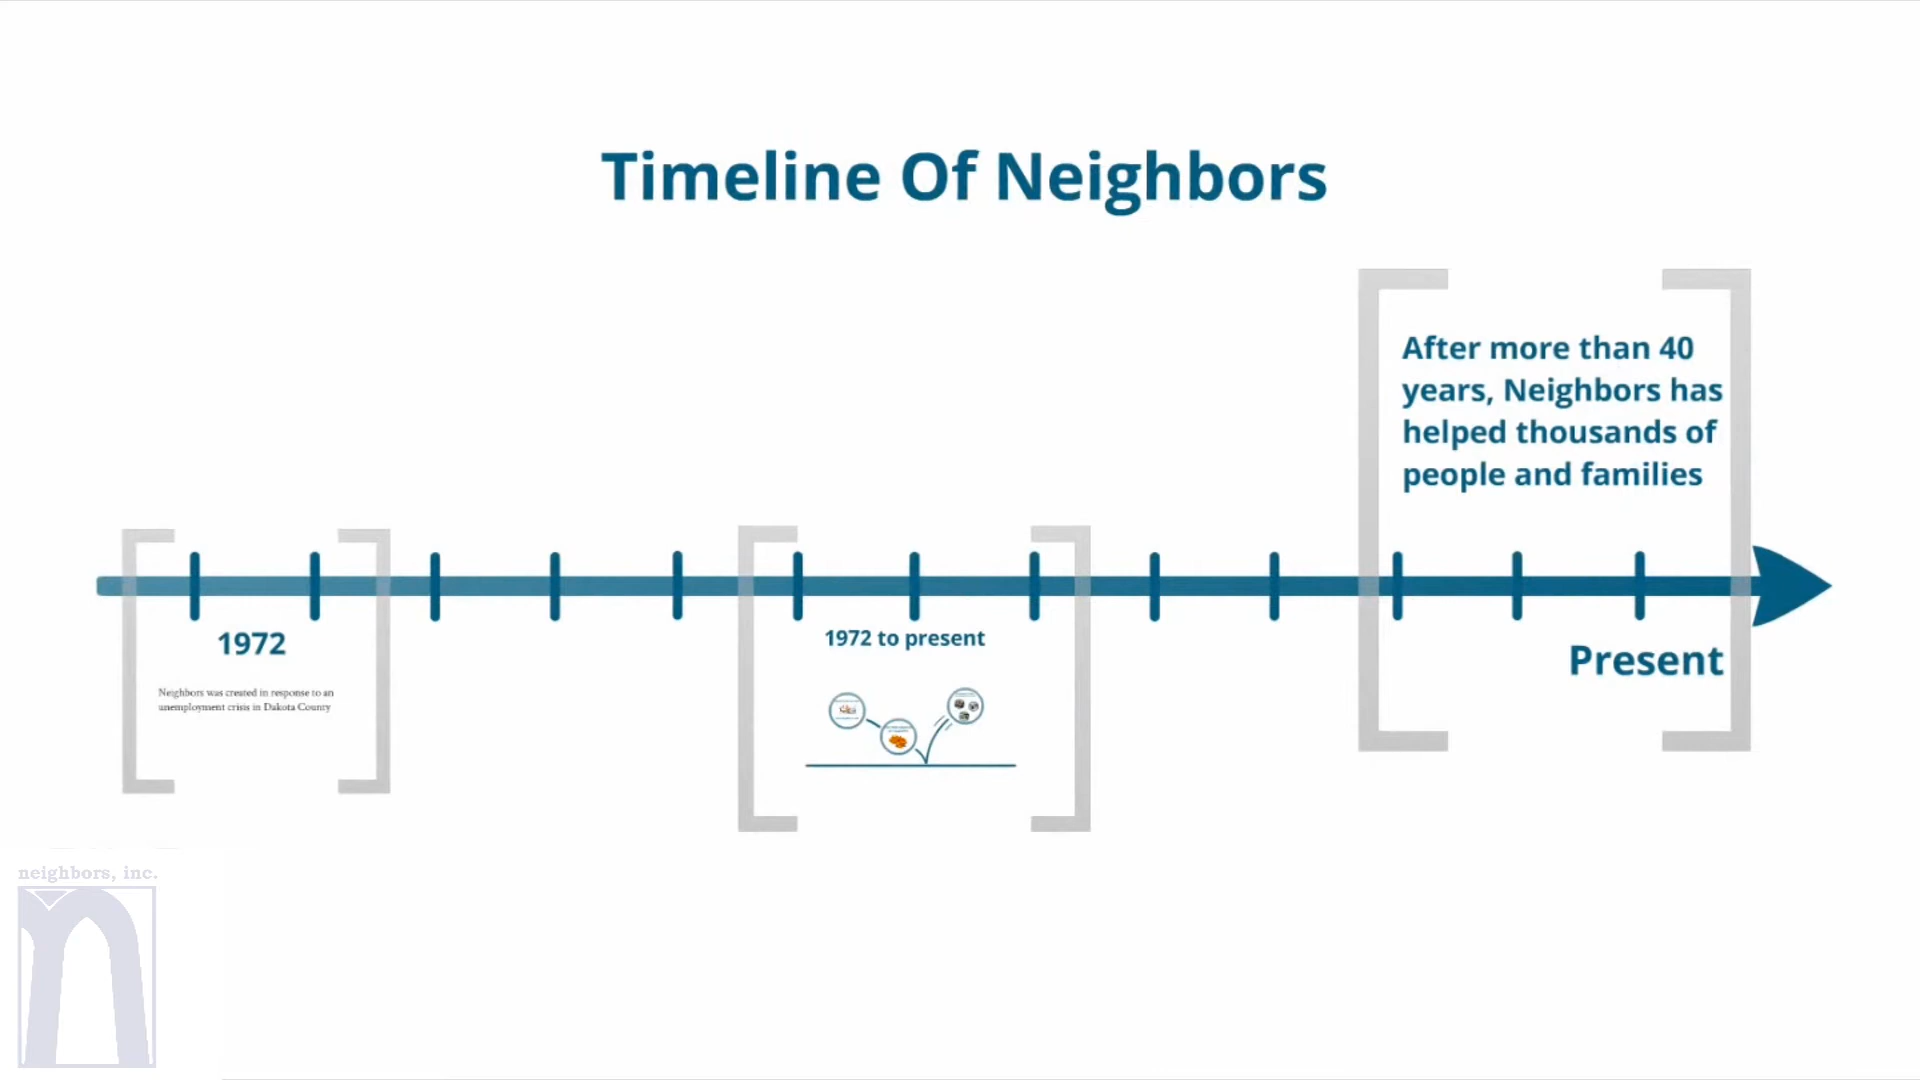 Timeline Of Neighbors
After more than 40
years, Neighbors has
helped thousands of
people and families
1972
Neighbors was created in response to an
unemployment crisis in Dakota County
1972 to present
Present
neighbors, inc.